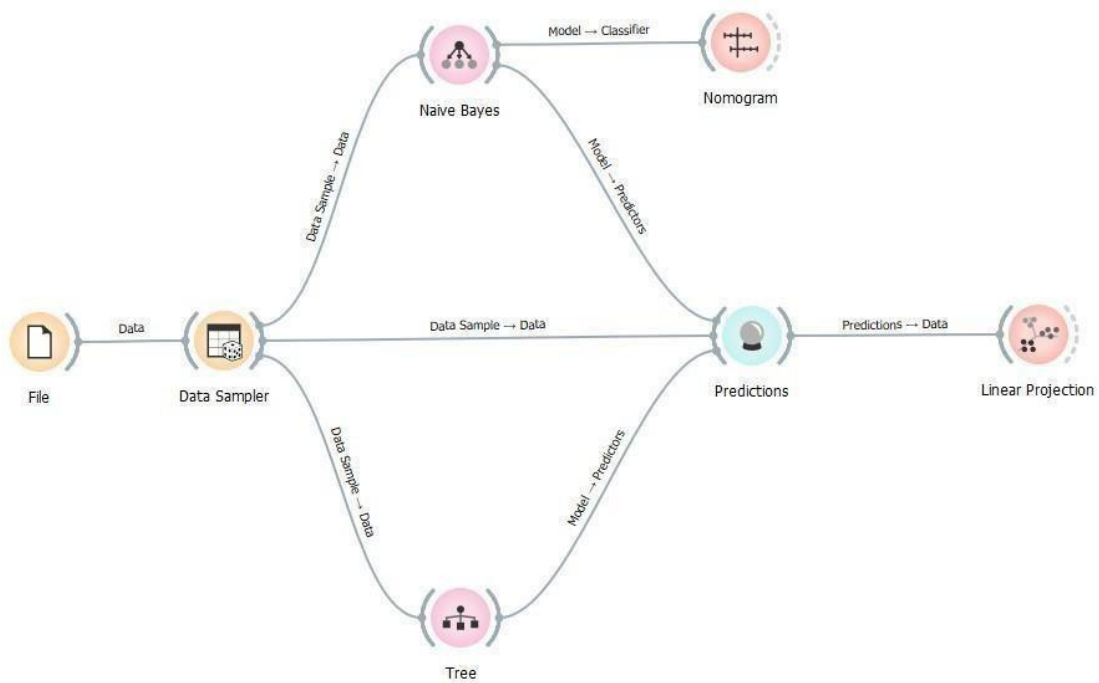 Model → Classifier
Naive Bayes
Nomogram
Data Sample → Data
Model → Predictors
Data
Data Sample → Data
Predictions → Data
File
Data Sampler
Predictions
Linear Projection
Data Sample → Data
Model → Predictors
Tree